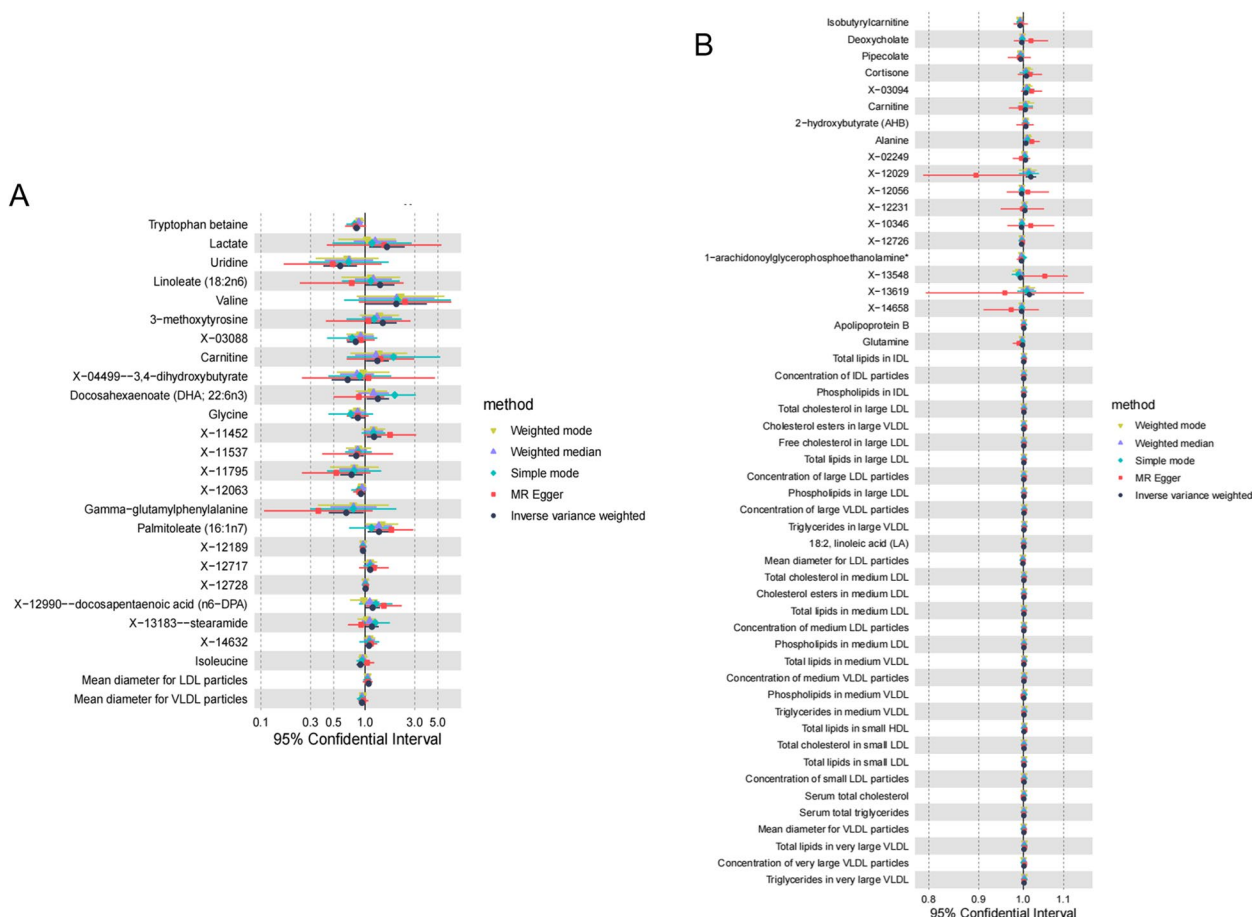 A
Tryptophan betaine
Lactate
Uridine
Linoleate (18:2n6)
Valine
3−methoxytyrosine
X−03088
Carnitine
X−04499−−3,4−dihydroxybutyrate
Docosahexaenoate (DHA; 22:6n3)
Glycine
X−11452
X−11537
X−11795
X−12063
Gamma−glutamylphenylalanine
Palmitoleate (16:1n7)
X−12189
X−12717
X−12728
X−12990−−docosapentaenoic acid (n6−DPA)
X−13183−−stearamide
X−14632
Isoleucine
Mean diameter for LDL particles
Mean diameter for VLDL particles
0.1 0.3 0.5 1.0 3.0 5.0
95% Confidential Interval
method
Weighted mode
Weighted median
Simple mode
MR Egger
Inverse variance weighted
B
Isobutyrylcarnitine
Deoxycholate
Pipecolate
Cortisone
X−03094
Carnitine
2−hydroxybutyrate (AHB)
Alanine
X−02249
X−12029
X−12056
X−12231
X−10346
X−12726
1−arachidonoylglycerophosphoethanolamine*
X−13548
X−13619
X−14658
Apolipoprotein B
Glutamine
Total lipids in IDL
Concentration of IDL particles
Phospholipids in IDL
Total cholesterol in large LDL
Cholesterol esters in large VLDL
Free cholesterol in large LDL
Total lipids in large LDL
Concentration of large LDL particles
Phospholipids in large LDL
Concentration of large VLDL particles
Triglycerides in large VLDL
18:2, linoleic acid (LA)
Mean diameter for LDL particles
Total cholesterol in medium LDL
Cholesterol esters in medium LDL
Total lipids in medium LDL
Concentration of medium LDL particles
Phospholipids in medium LDL
Total lipids in medium VLDL
Concentration of medium VLDL particles
Phospholipids in medium VLDL
Triglycerides in medium VLDL
Total lipids in small HDL
Total cholesterol in small LDL
Total lipids in small LDL
Concentration of small LDL particles
Serum total cholesterol
Serum total triglycerides
Mean diameter for VLDL particles
Total lipids in very large VLDL
Concentration of very large VLDL particles
Triglycerides in very large VLDL
0.8 0.9 1.0 1.1
95% Confidential Interval
method
Weighted mode
Weighted median
Simple mode
MR Egger
Inverse variance weighted